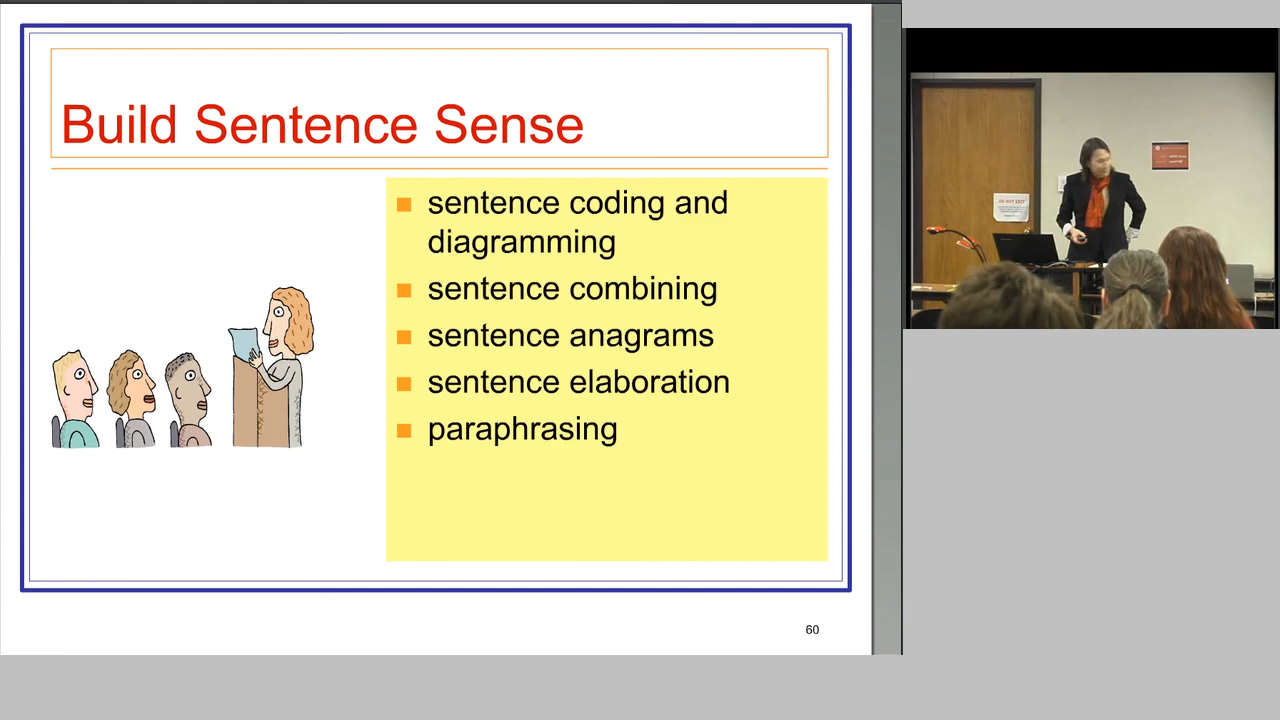 Build Sentence Sense
sentence coding and
diagramming
sentence combining
sentence anagrams
sentence elaboration
paraphrasing
60
DO NOT EXIT